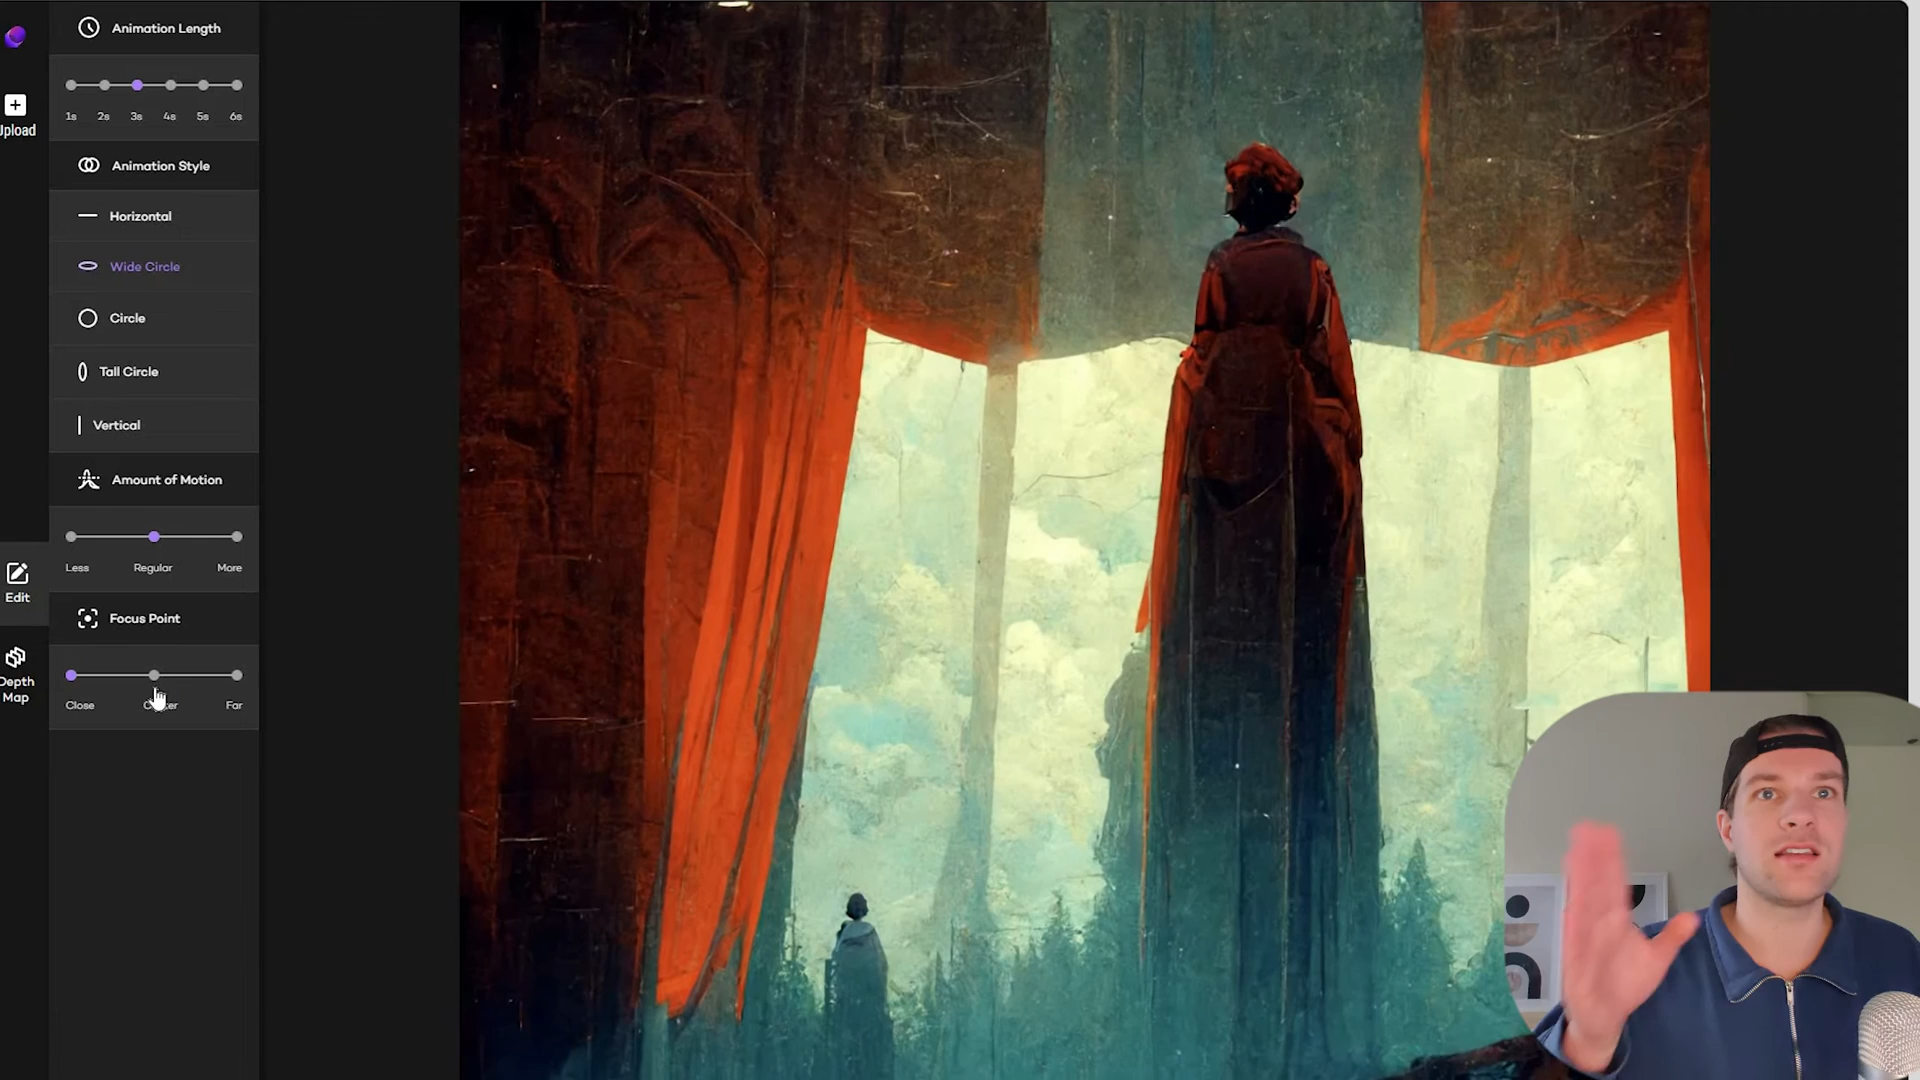 Animation Length
1s 2s 3s 4s 5s 6s
Upload
Animation Style
Horizontal
Wide Circle
Circle
Tall Circle
Vertical
Amount of Motion
Less Regular More
Edit
Focus Point
Depth
Map
Close Far